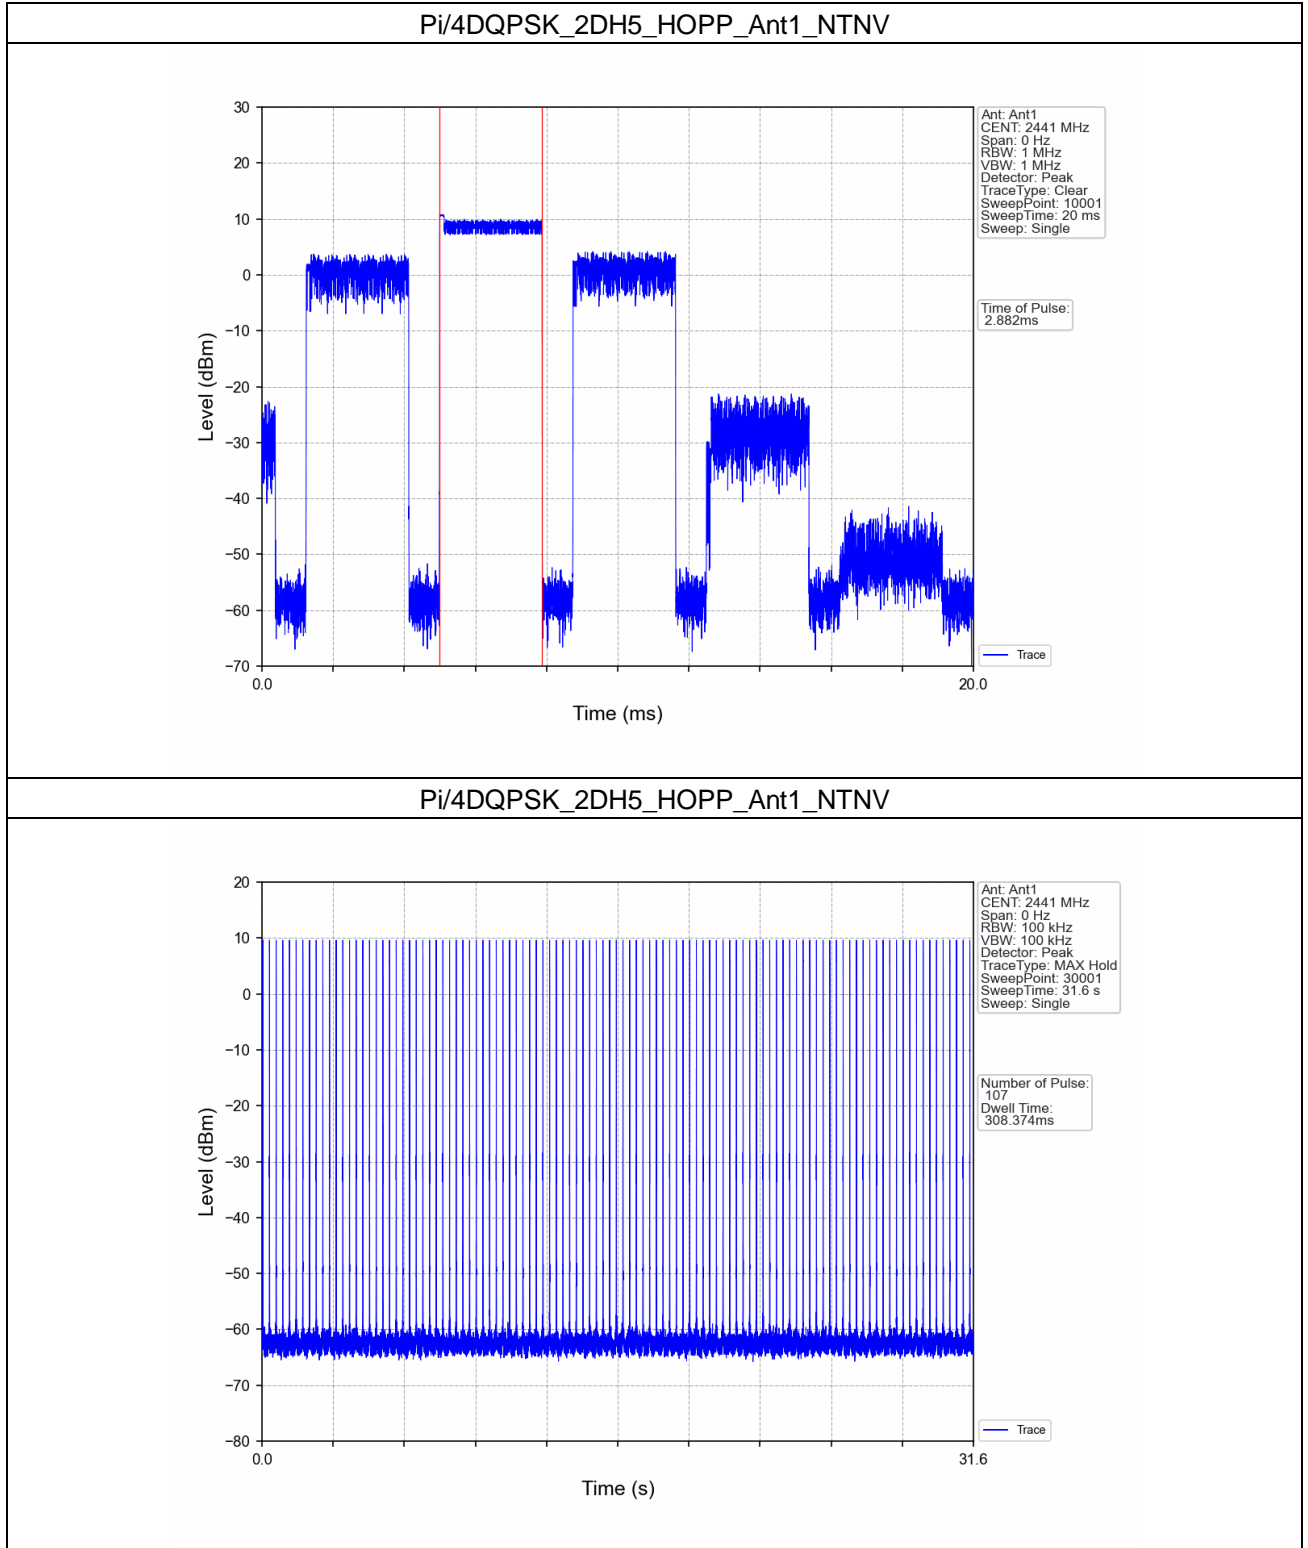 Pi/4DQPSK_2DH5_HOPP_Ant1_NTNV
30
20
10
0
−10
−20
−30
−40
−50
−60
−70
Level (dBm)
0.0
20.0
Time (ms)
Ant: Ant1
CENT: 2441 MHz
Span: 0 Hz
RBW: 1 MHz
VBW: 1 MHz
Detector: Peak
TraceType: Clear
SweepPoint: 10001
SweepTime: 20 ms
Sweep: Single
Time of Pulse:
2.882ms
Trace
Pi/4DQPSK_2DH5_HOPP_Ant1_NTNV
20
10
0
−10
−20
−30
−40
−50
−60
−70
−80
Level (dBm)
0.0
31.6
Time (s)
Ant: Ant1
CENT: 2441 MHz
Span: 0 Hz
RBW: 100 kHz
VBW: 100 kHz
Detector: Peak
TraceType: MAX Hold
SweepPoint: 30001
SweepTime: 31.6 s
Sweep: Single
Number of Pulse:
107
Dwell Time:
308.374ms
Trace